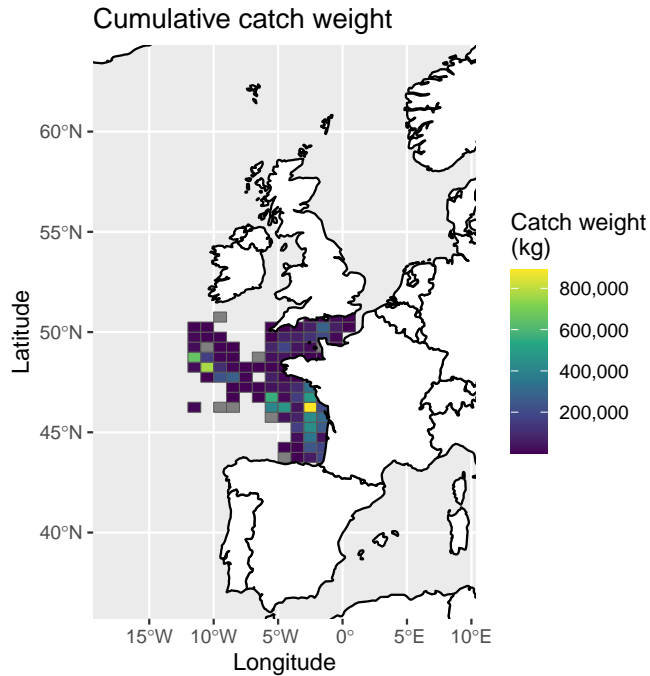 Cumulative catch weight
60°N
55°N
50°N
45°N
40°N
Latitude
15°W 10°W 5°W 0° 5°E 10°E
Longitude
Catch weight
(kg)
800,000
600,000
400,000
200,000